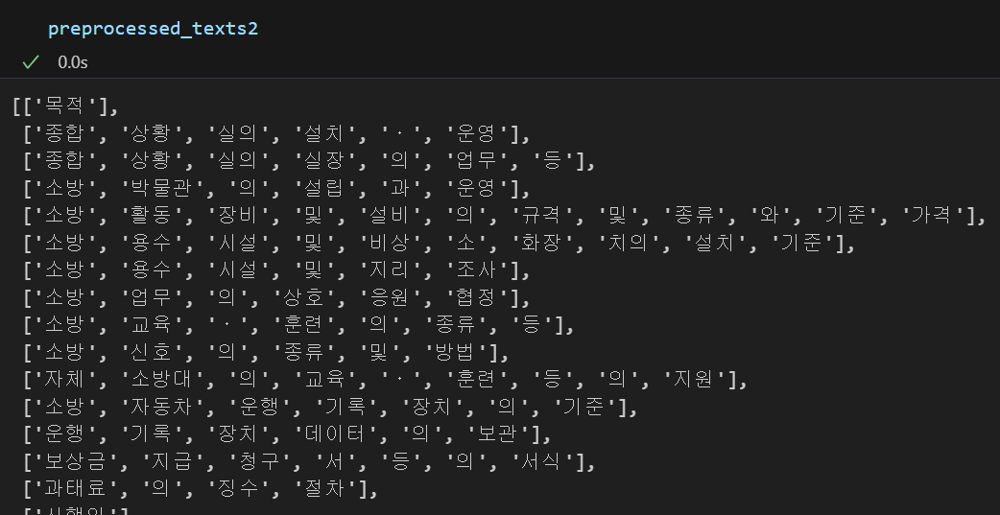 preprocessed_texts2
0.0s
[['목적'],
['종합', '상황', '실의', '설치', 'ㆍ', '운영'],
['종합', '상황', '실의', '실장', '의', '업무', '등'],
['소방', '박물관', '의', '설립', '과', '운영'],
['소방', '활동', '장비', '및', '설비', '의', '규격', '및', '종류', '와', '기준', '가격'],
['소방', '용수', '시설', '및', '비상', '소', '화장', '치의', '설치', '기준'],
['소방', '용수', '시설', '및', '지리', '조사'],
['소방', '업무', '의', '상호', '응원', '협정'],
['소방', '교육', 'ㆍ', '훈련', '의', '종류', '등'],
['소방', '신호', '의', '종류', '및', '방법'],
['자체', '소방대', '의', '교육', 'ㆍ', '훈련', '등', '의', '지원'],
['소방', '자동차', '운행', '기록', '장치', '의', '기준'],
['운행', '기록', '장치', '데이터', '의', '보관'],
['보상금', '지급', '청구', '서', '등', '의', '서식'],
['과태료', '의', '징수', '절차'],